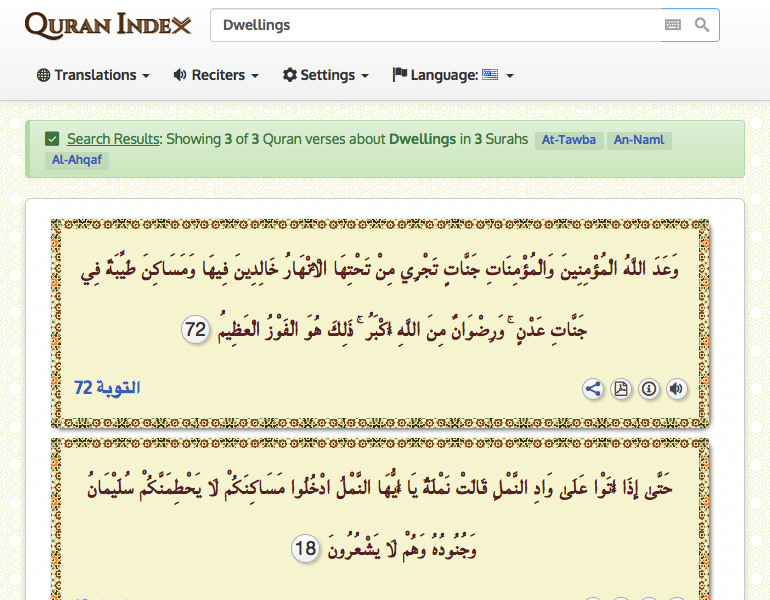 QURAN INDEX
Dwellings
Translations Reciters Settings Language:
Search Results: Showing 3 of 3 Quran verses about Dwellings in 3 Surahs At-Tawba An-Naml
Al-Ahqaf
وَعَدَ اللَّهُ الْمُؤْمِنِينَ وَالْمُؤْمِنَاتِ جَنَّاتٍ تَجْرِي مِنْ تَحْتِهَا الْأَنْهَارُ خَالِدِينَ فِيهَا وَمَسَاكِنَ طَيِّبَةً فِي
جَنَّاتِ عَدْنٍ ۚ وَرِضْوَانٌ مِنَ اللَّهِ أَكْبَرُ ۚ ذَٰلِكَ هُوَ الْفَوْزُ الْعَظِيمُ 72
التوبة 72
حَتَّىٰ إِذَا أَتَوْا عَلَىٰ وَادِ النَّمْلِ قَالَتْ نَمْلَةٌ يَا أَيُّهَا النَّمْلُ ادْخُلُوا مَسَاكِنَكُمْ لَا يَحْطِمَنَّكُمْ سُلَيْمَانُ
وَجُنُودُهُ وَهُمْ لَا يَشْعُرُونَ 18